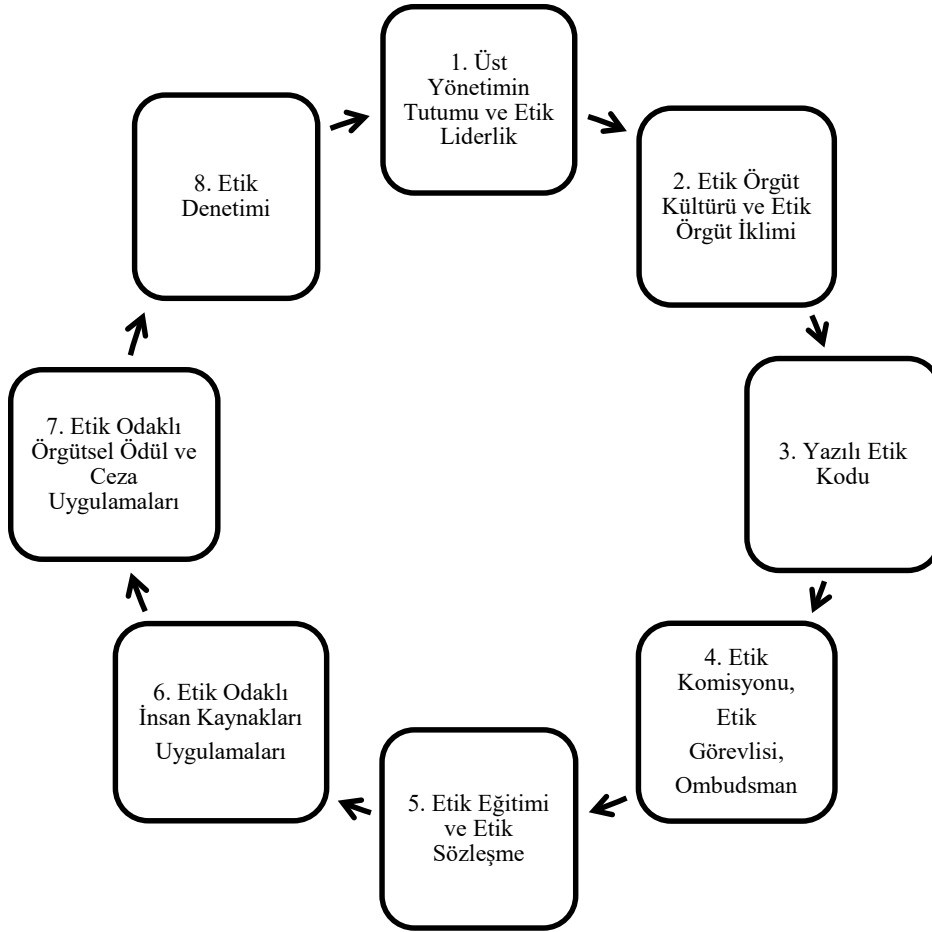 1. Üst
Yönetimin
Tutumu ve Etik
Liderlik
2. Etik Örgüt
Kültürü ve Etik
Örgüt İklimi
3. Yazılı Etik
Kodu
4. Etik
Komisyonu,
Etik
Görevlisi,
Ombudsman
5. Etik Eğitimi
ve Etik
Sözleşme
6. Etik Odaklı
İnsan Kaynakları
Uygulamaları
7. Etik Odaklı
Örgütsel Ödül ve
Ceza
Uygulamaları
8. Etik
Denetimi